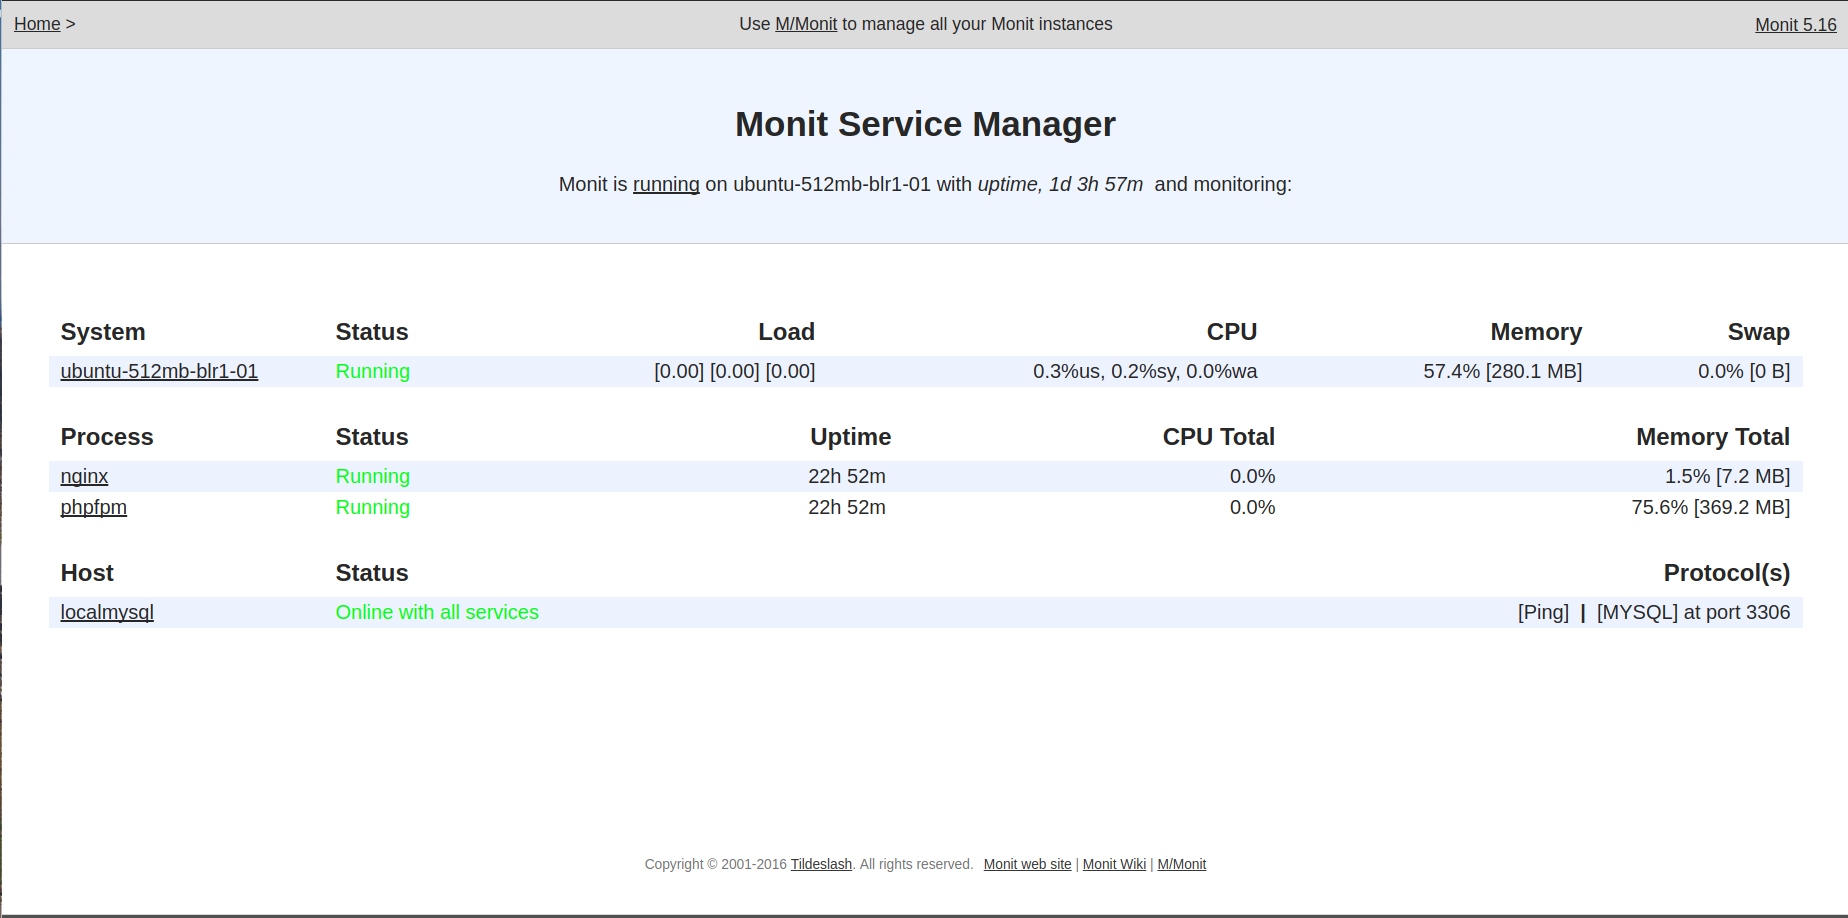 Home > Use M/Monit to manage all your Monit instances Monit 5.16
Monit Service Manager
Monit is running on ubuntu-512mb-blr1-01 with uptime, 1d 3h 57m and monitoring:
System Status Load CPU Memory Swap
ubuntu-512mb-blr1-01 Running [0.00] [0.00] [0.00] 0.3%us, 0.2%sy, 0.0%wa 57.4% [280.1 MB] 0.0% [0 B]
Process Status Uptime CPU Total Memory Total
nginx Running 22h 52m 0.0% 1.5% [7.2 MB]
phpfpm Running 22h 52m 0.0% 75.6% [369.2 MB]
Host Status Protocol(s)
localmysql Online with all services [Ping] | [MYSQL] at port 3306
Copyright © 2001-2016 Tildeslash. All rights reserved. Monit web site | Monit Wiki | M/Monit